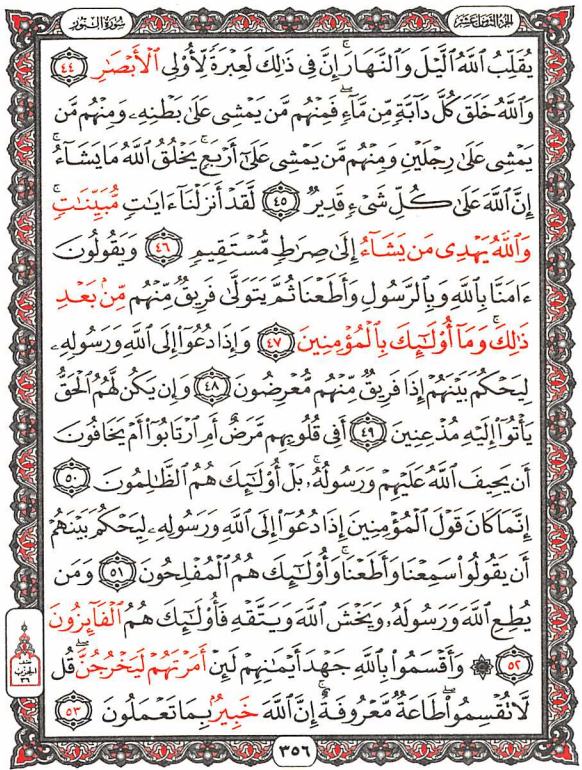 الجزء الثامن عشر
سورة النور
يُقَلِّبُ ٱللَّهُ ٱلَّيْلَ وَٱلنَّهَارَۚ إِنَّ فِى ذَٰلِكَ لَعِبْرَةً لِّأُو۟لِى ٱلْأَبْصَٰرِ ٤٤
وَٱللَّهُ خَلَقَ كُلَّ دَآبَّةٍ مِّن مَّآءٍۖ فَمِنْهُم مَّن يَمْشِى عَلَىٰ بَطْنِهِۦ وَمِنْهُم مَّن
يَمْشِى عَلَىٰ رِجْلَيْنِ وَمِنْهُم مَّن يَمْشِى عَلَىٰٓ أَرْبَعٍۚ يَخْلُقُ ٱللَّهُ مَا يَشَآءُۚ
إِنَّ ٱللَّهَ عَلَىٰ كُلِّ شَىْءٍ قَدِيرٌ ٤٥ لَّقَدْ أَنزَلْنَآ ءَايَٰتٍ مُّبَيِّنَٰتٍۚ
وَٱللَّهُ يَهْدِى مَن يَشَآءُ إِلَىٰ صِرَٰطٍ مُّسْتَقِيمٍ ٤٦ وَيَقُولُونَ
ءَامَنَّا بِٱللَّهِ وَبِٱلرَّسُولِ وَأَطَعْنَا ثُمَّ يَتَوَلَّىٰ فَرِيقٌ مِّنْهُم مِّنۢ بَعْدِ
ذَٰلِكَۚ وَمَآ أُو۟لَٰٓئِكَ بِٱلْمُؤْمِنِينَ ٤٧ وَإِذَا دُعُوٓا۟ إِلَى ٱللَّهِ وَرَسُولِهِۦ
لِيَحْكُمَ بَيْنَهُمْ إِذَا فَرِيقٌ مِّنْهُم مُّعْرِضُونَ ٤٨ وَإِن يَكُن لَّهُمُ ٱلْحَقُّ
يَأْتُوٓا۟ إِلَيْهِ مُذْعِنِينَ ٤٩ أَفِى قُلُوبِهِم مَّرَضٌ أَمِ ٱرْتَابُوٓا۟ أَمْ يَخَافُونَ
أَن يَحِيفَ ٱللَّهُ عَلَيْهِمْ وَرَسُولُهُۥۚ بَلْ أُو۟لَٰٓئِكَ هُمُ ٱلظَّٰلِمُونَ ٥٠
إِنَّمَا كَانَ قَوْلَ ٱلْمُؤْمِنِينَ إِذَا دُعُوٓا۟ إِلَى ٱللَّهِ وَرَسُولِهِۦ لِيَحْكُمَ بَيْنَهُمْ
أَن يَقُولُوا۟ سَمِعْنَا وَأَطَعْنَاۚ وَأُو۟لَٰٓئِكَ هُمُ ٱلْمُفْلِحُونَ ٥١ وَمَن
يُطِعِ ٱللَّهَ وَرَسُولَهُۥ وَيَخْشَ ٱللَّهَ وَيَتَّقْهِ فَأُو۟لَٰٓئِكَ هُمُ ٱلْفَآئِزُونَ
٥٢ ۞ وَأَقْسَمُوا۟ بِٱللَّهِ جَهْدَ أَيْمَٰنِهِمْ لَئِنْ أَمَرْتَهُمْ لَيَخْرُجُنَّۖ قُل
لَّا تُقْسِمُوا۟ۖ طَاعَةٌ مَّعْرُوفَةٌۚ إِنَّ ٱللَّهَ خَبِيرٌۢ بِمَا تَعْمَلُونَ ٥٣
الحزب
٣٦
٣٥٦